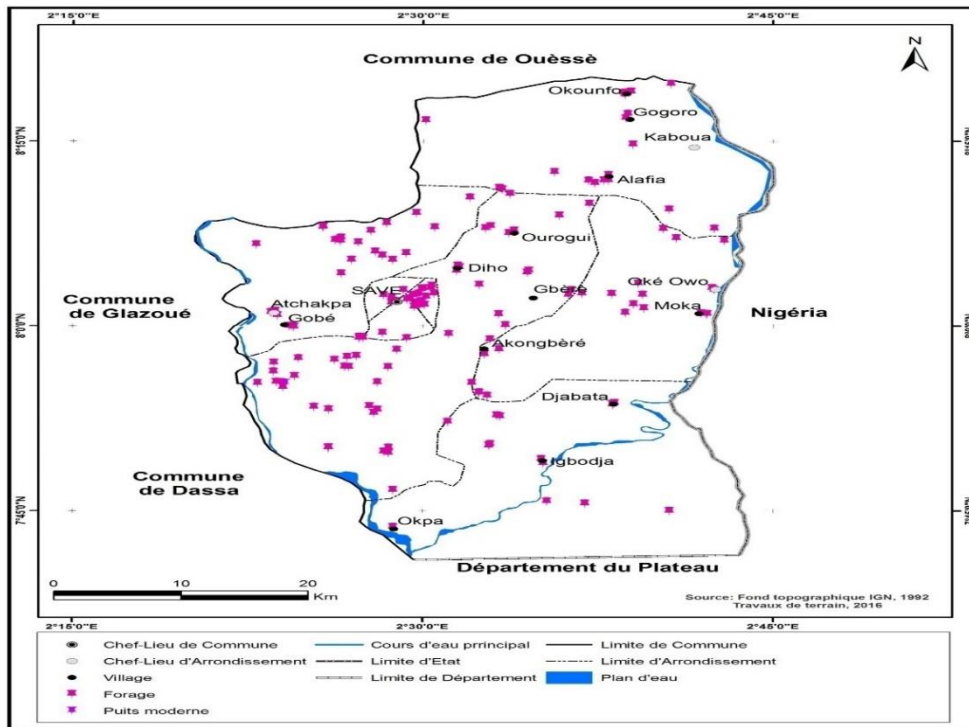 2°15'0"E 2°30'0"E 2°45'0"E
N
Commune de Ouèssè
Okounfo
Gogoro
Kaboua
8°15'0"N
Alafia
Ourogui
Diho
SAVE
Gbéré
Oké Owo
Atchakpa
Moka
Commune
de Glazoué
Gobé
Nigéria
8°0'0"N
Akongbèré
Djabata
Igbodja
Commune
de Dassa
7°45'0"N
Okpa
Département du Plateau
0 10 20
Km
Source: Fond topographique IGN, 1992
Travaux de terrain, 2016
2°15'0"E 2°30'0"E 2°45'0"E
Chef-Lieu de Commune Cours d'eau principal Limite de Commune
Chef-Lieu d'Arrondissement Limite d'Etat Limite d'Arrondissement
Village Limite de Département Plan d'eau
Forage
Puits moderne